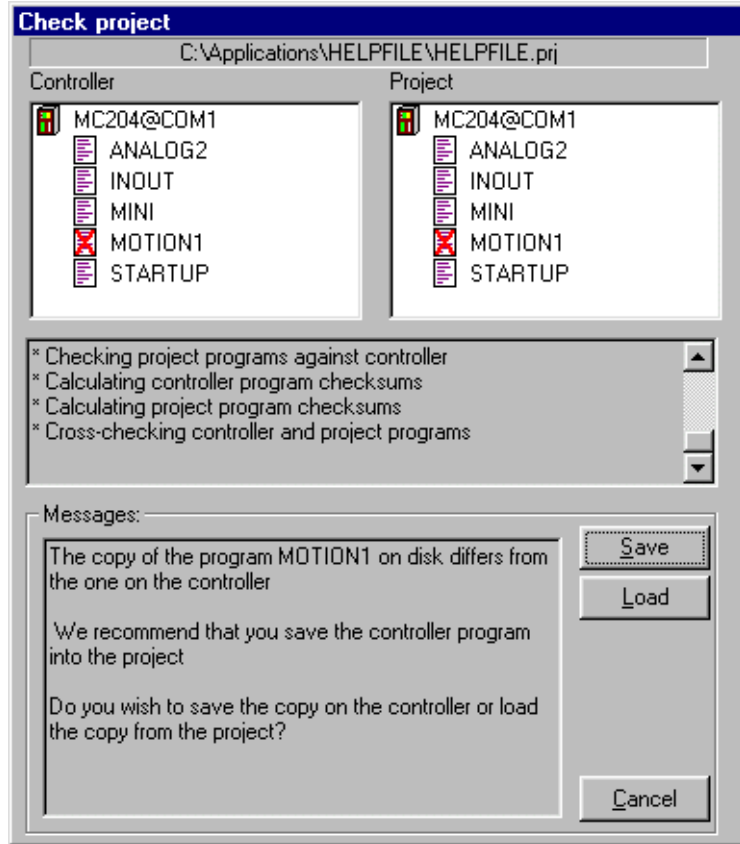 Check project
C:\Applications\HELPFILE\HELPFILE.prj
Controller
MC204@COM1
ANALOG2
INOUT
MINI
MOTION1
STARTUP
Project
MC204@COM1
ANALOG2
INOUT
MINI
MOTION1
STARTUP
* Checking project programs against controller
* Calculating controller program checksums
* Calculating project program checksums
* Cross-checking controller and project programs
Messages:
The copy of the program MOTION1 on disk differs from
the one on the controller
We recommend that you save the controller program
into the project
Do you wish to save the copy on the controller or load
the copy from the project?
Save
Load
Cancel